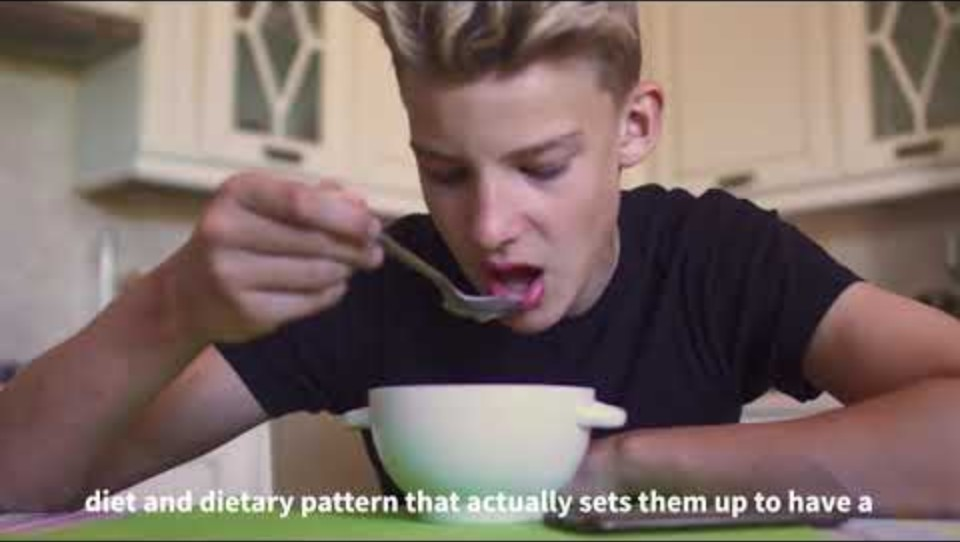 diet and dietary pattern that actually sets them up to have a